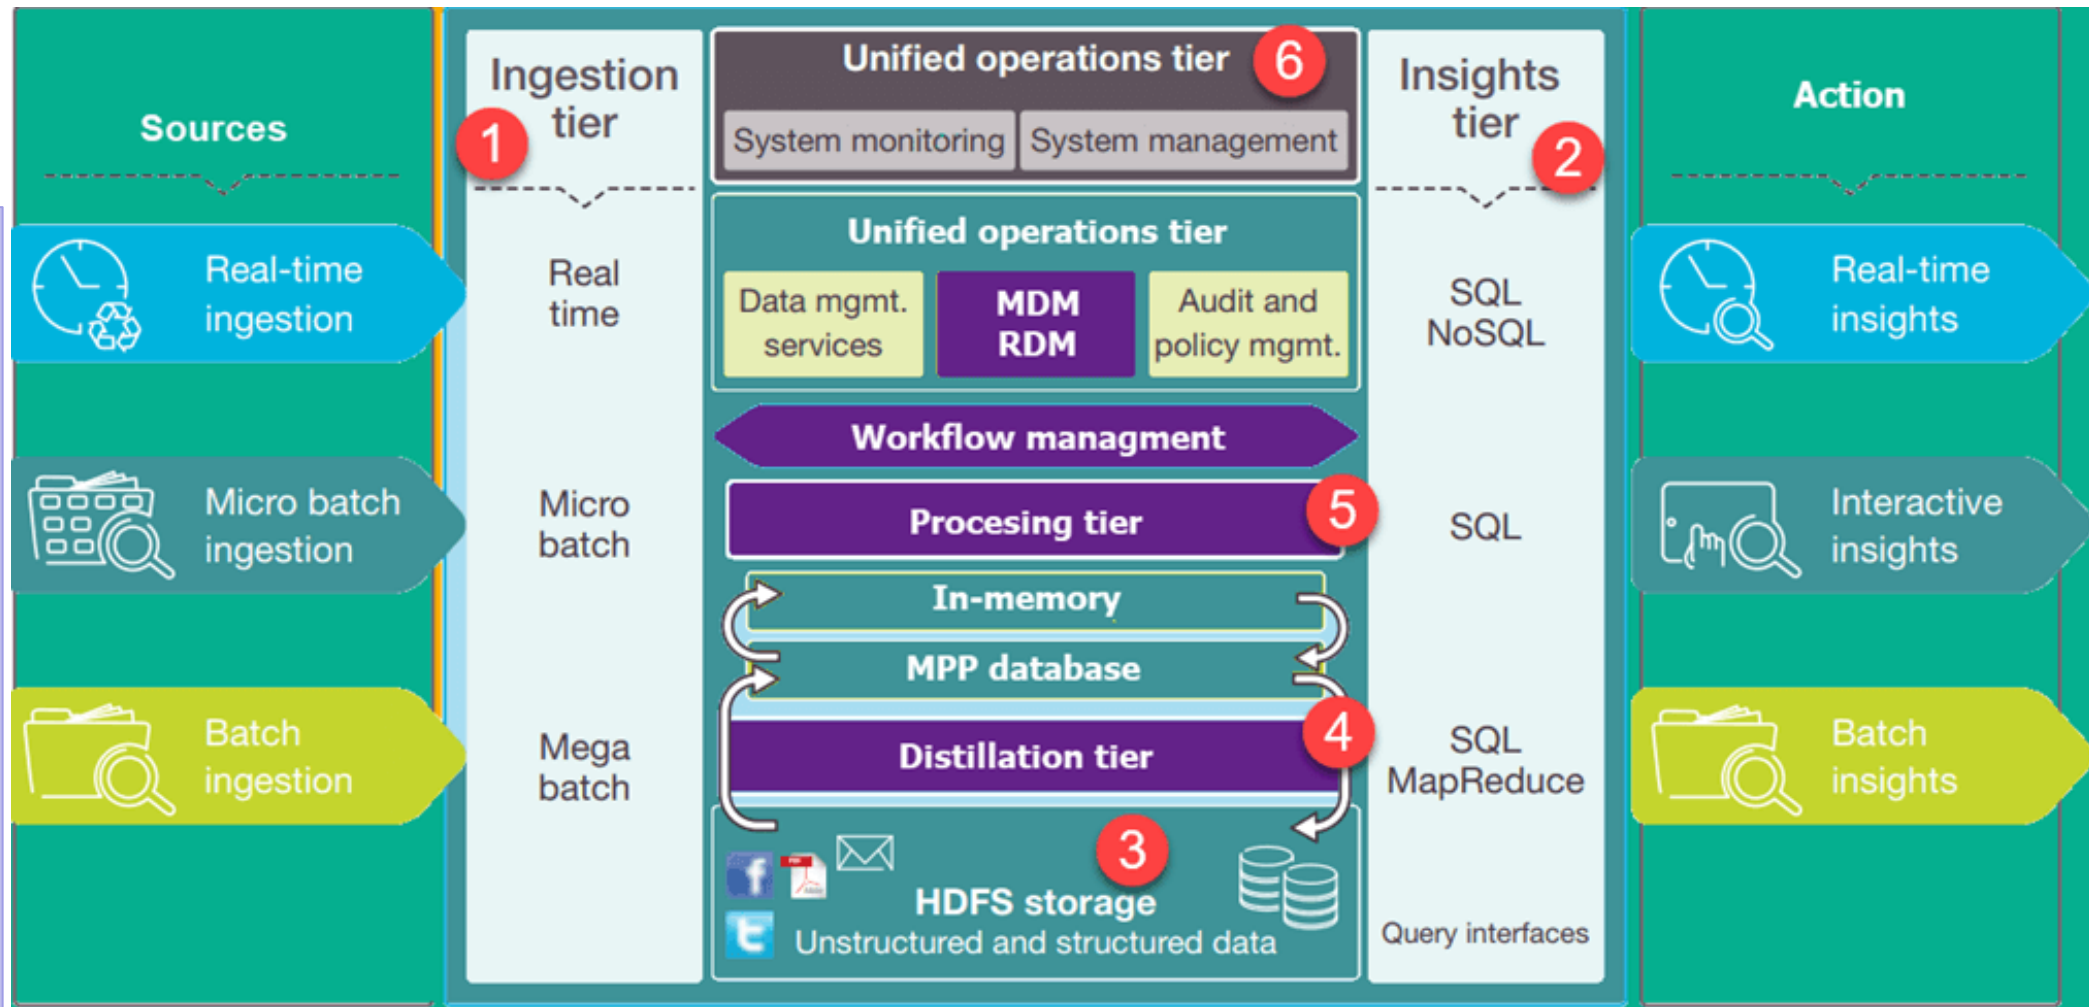 Sources
Real-time
ingestion
Micro batch
ingestion
Batch
ingestion
Ingestion
tier
1
Real
time
Micro
batch
Mega
batch
Unified operations tier
6
System monitoring
System management
Unified operations tier
Data mgmt.
services
MDM
RDM
Audit and
policy mgmt.
Workflow managment
Procesing tier
5
In-memory
MPP database
Distillation tier
4
3
HDFS storage
Unstructured and structured data
Insights
tier
2
SQL
NoSQL
SQL
SQL
MapReduce
Query interfaces
Action
Real-time
insights
Interactive
insights
Batch
insights